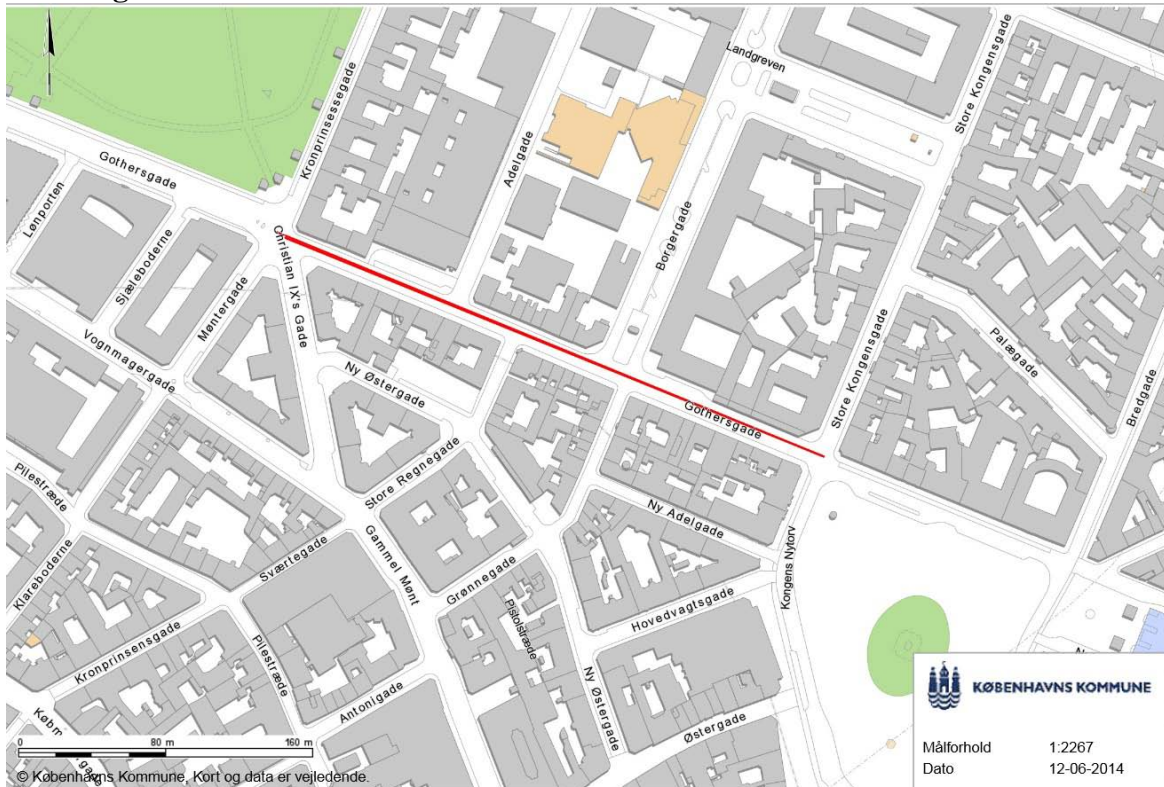 Landgreven
Store Kongensgade
Kronprinsessegade
Adelgade
Gothersgade
Lønporten
Sjæleboderne
Christian IX's Gade
Borgergade
Møntergade
Vognmagergade
Ny Østergade
Palægade
Store Kongensgade
Bredgade
Gothersgade
Pilestræde
Store Regnegade
Ny Adelgade
Klareboderne
Sværtegade
Gammel Mønt
Grønnegade
Kongens Nytorv
Pistolstræde
Hovedvagtsgade
Kronprinsensgade
Pilestræde
Antonigade
Ny Østergade
Østergade
KØBENHAVNS KOMMUNE
Målforhold 1:2267
Dato 12-06-2014
0 80 m 160 m
© Københavns Kommune, Kort og data er vejledende.